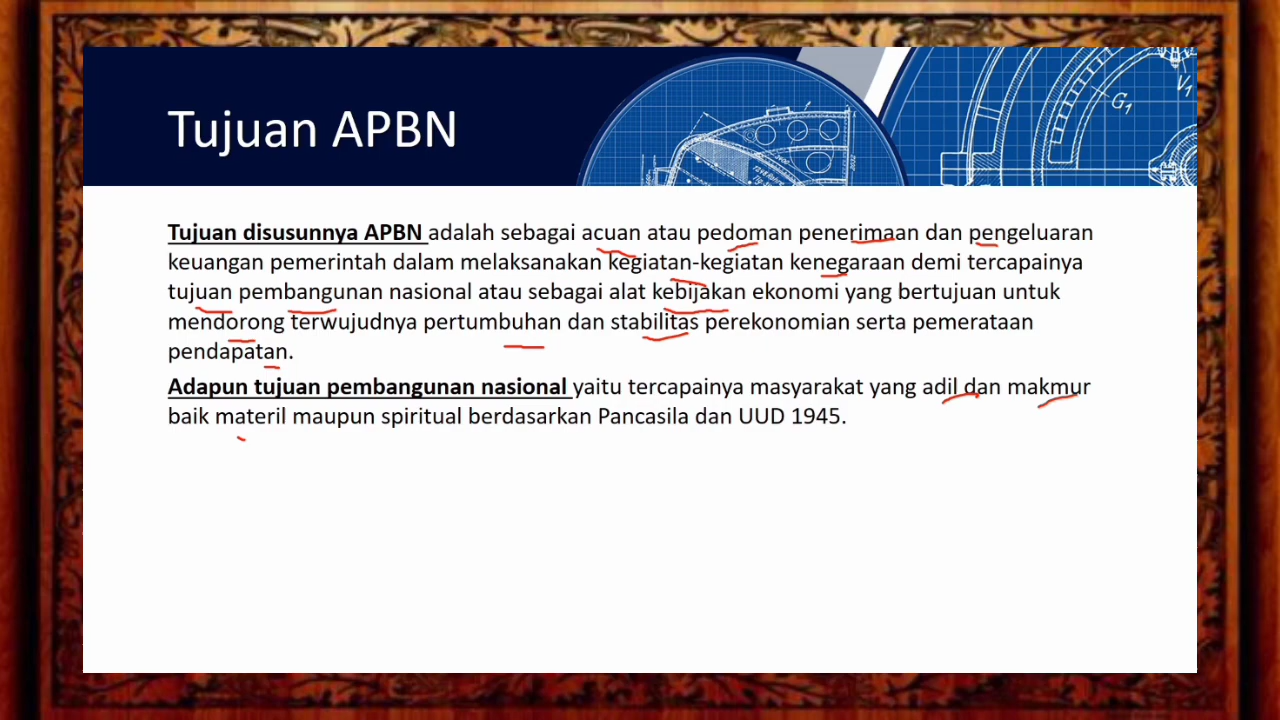 Tujuan APBN
G1
V1
Tujuan disusunnya APBN adalah sebagai acuan atau pedoman penerimaan dan pengeluaran
keuangan pemerintah dalam melaksanakan kegiatan-kegiatan kenegaraan demi tercapainya
tujuan pembangunan nasional atau sebagai alat kebijakan ekonomi yang bertujuan untuk
mendorong terwujudnya pertumbuhan dan stabilitas perekonomian serta pemerataan
pendapatan.
Adapun tujuan pembangunan nasional yaitu tercapainya masyarakat yang adil dan makmur
baik materil maupun spiritual berdasarkan Pancasila dan UUD 1945.